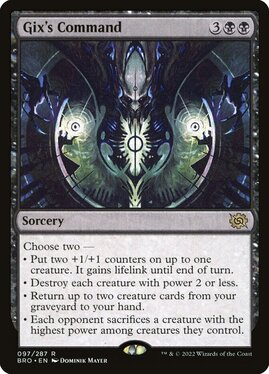 Gix's Command 3
Sorcery
Choose two —
• Put two +1/+1 counters on up to one
creature. It gains lifelink until end of turn.
• Destroy each creature with power 2 or less.
• Return up to two creature cards from your
graveyard to your hand.
• Each opponent sacrifices a creature with the
highest power among creatures they control.
097/287 R
BRO • EN DOMINIK MAYER
™ & © 2022 Wizards of the Coast